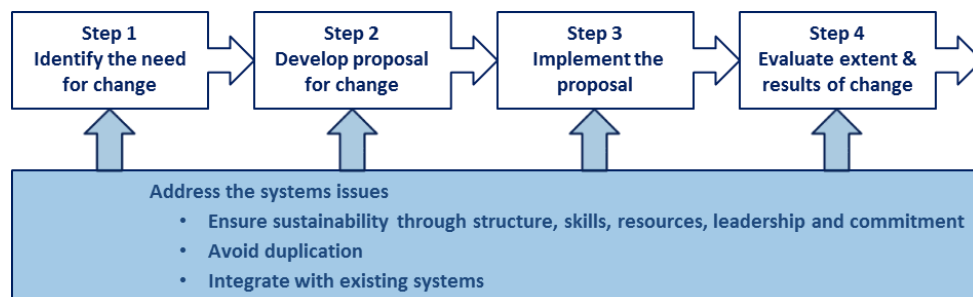 Step 1
Identify the need
for change
Step 2
Develop proposal
for change
Step 3
Implement the
proposal
Step 4
Evaluate extent &
results of change
Address the systems issues
• Ensure sustainability through structure, skills, resources, leadership and commitment
• Avoid duplication
• Integrate with existing systems